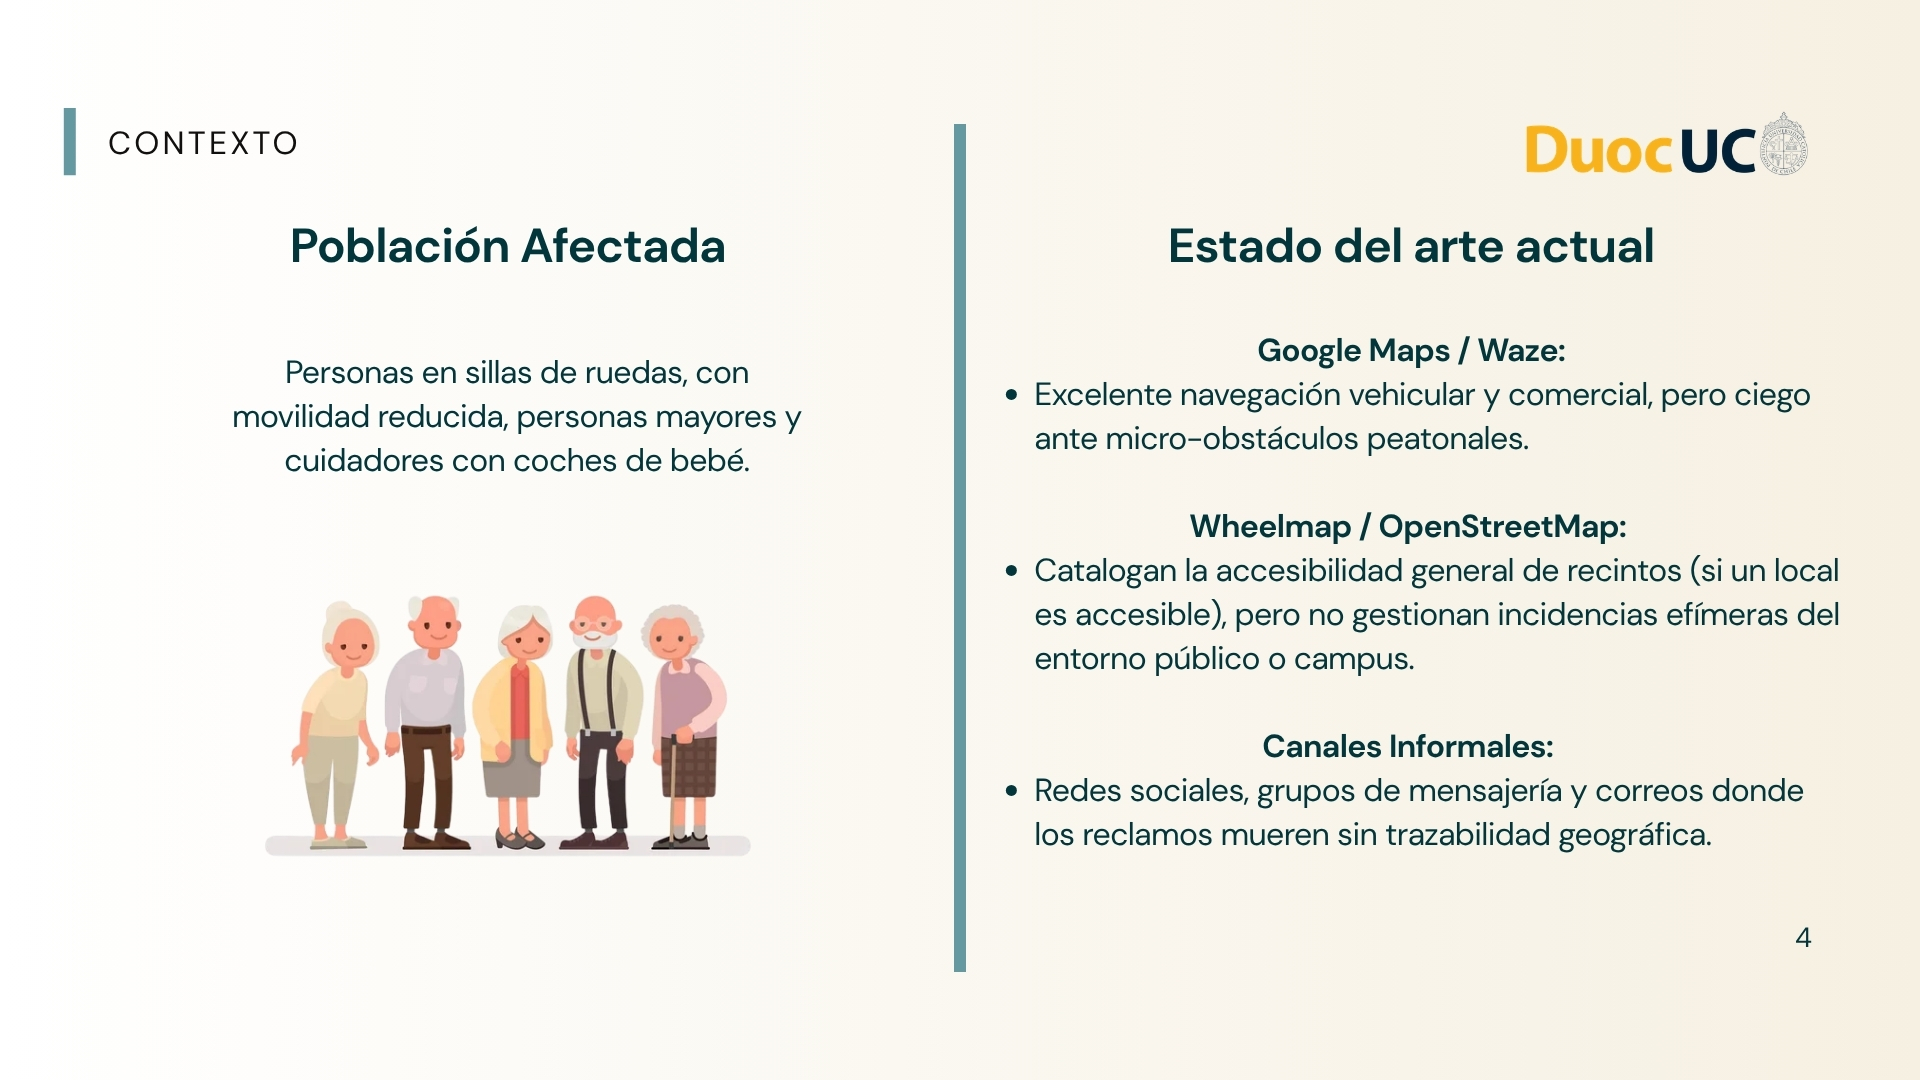 CONTEXTO
Duoc UC
Población Afectada
Personas en sillas de ruedas, con
movilidad reducida, personas mayores y
cuidadores con coches de bebé.
Estado del arte actual
Google Maps / Waze:
• Excelente navegación vehicular y comercial, pero ciego
ante micro-obstáculos peatonales.
Wheelmap / OpenStreetMap:
• Catalogan la accesibilidad general de recintos (si un local
es accesible), pero no gestionan incidencias efímeras del
entorno público o campus.
Canales Informales:
• Redes sociales, grupos de mensajería y correos donde
los reclamos mueren sin trazabilidad geográfica.
4